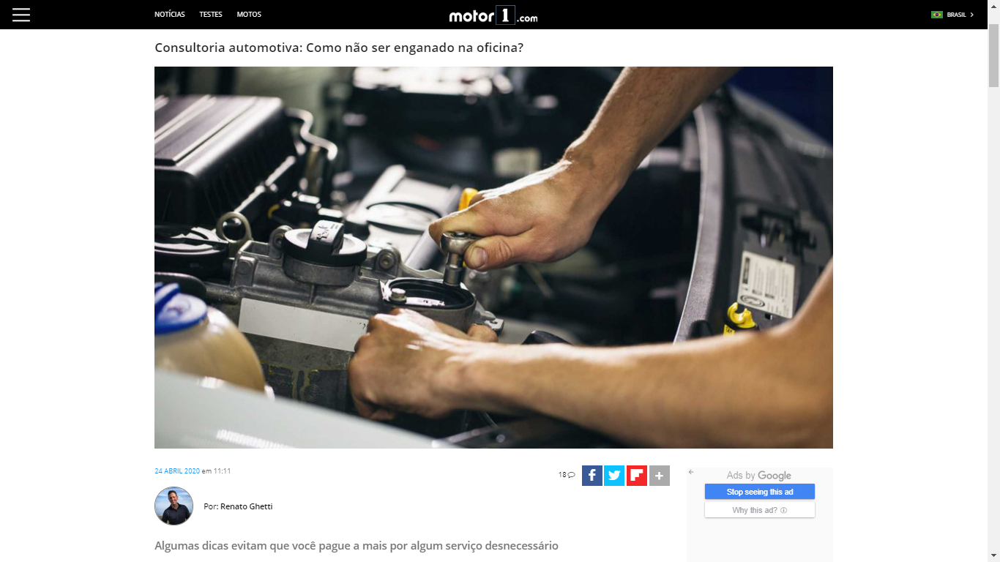 NOTÍCIAS TESTES MOTOS motor1.com BRASIL
Consultoria automotiva: Como não ser enganado na oficina?
24 ABRIL 2020 em 11:11
18
Por: Renato Ghetti
Ads by Google
Stop seeing this ad
Why this ad?
Algumas dicas evitam que você pague a mais por algum serviço desnecessário